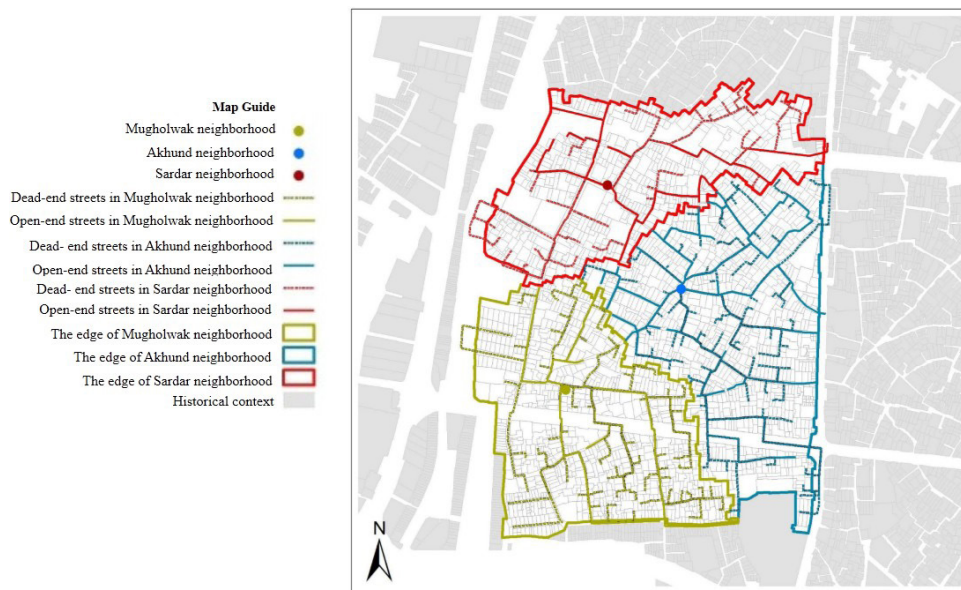 Map Guide
Mugholwak neighborhood
Akhund neighborhood
Sardar neighborhood
Dead-end streets in Mugholwak neighborhood
Open-end streets in Mugholwak neighborhood
Dead- end streets in Akhund neighborhood
Open-end streets in Akhund neighborhood
Dead- end streets in Sardar neighborhood
Open-end streets in Sardar neighborhood
The edge of Mugholwak neighborhood
The edge of Akhund neighborhood
The edge of Sardar neighborhood
Historical context
N